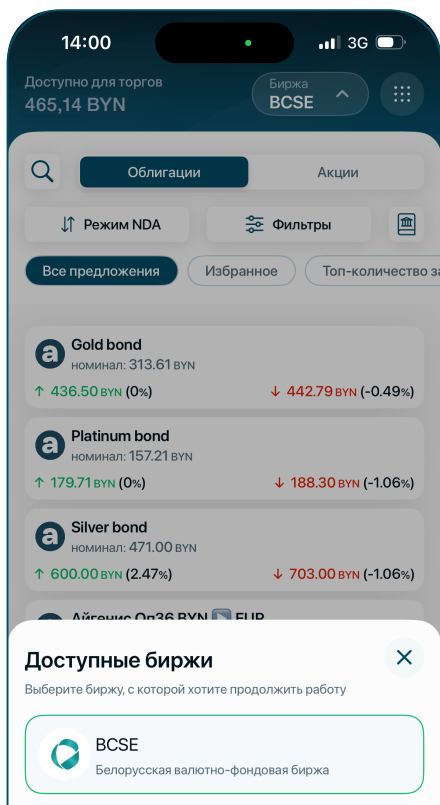 14:00 3G
Доступно для торгов
465,14 BYN
Биржа
BCSE
Облигации Акции
Режим NDA Фильтры
Все предложения Избранное Топ-количество
a Gold bond
номинал: 313.61 BYN
↑ 436.50 BYN (0%) ↓ 442.79 BYN (-0.49%)
a Platinum bond
номинал: 157.21 BYN
↑ 179.71 BYN (0%) ↓ 188.30 BYN (-1.06%)
a Silver bond
номинал: 471.00 BYN
↑ 600.00 BYN (2.47%) ↓ 703.00 BYN (-1.06%)
Айгенис Оп36 BYN ▶ EUR
Доступные биржи
Выберите биржу, с которой хотите продолжить работу
BCSE
Белорусская валютно-фондовая биржа